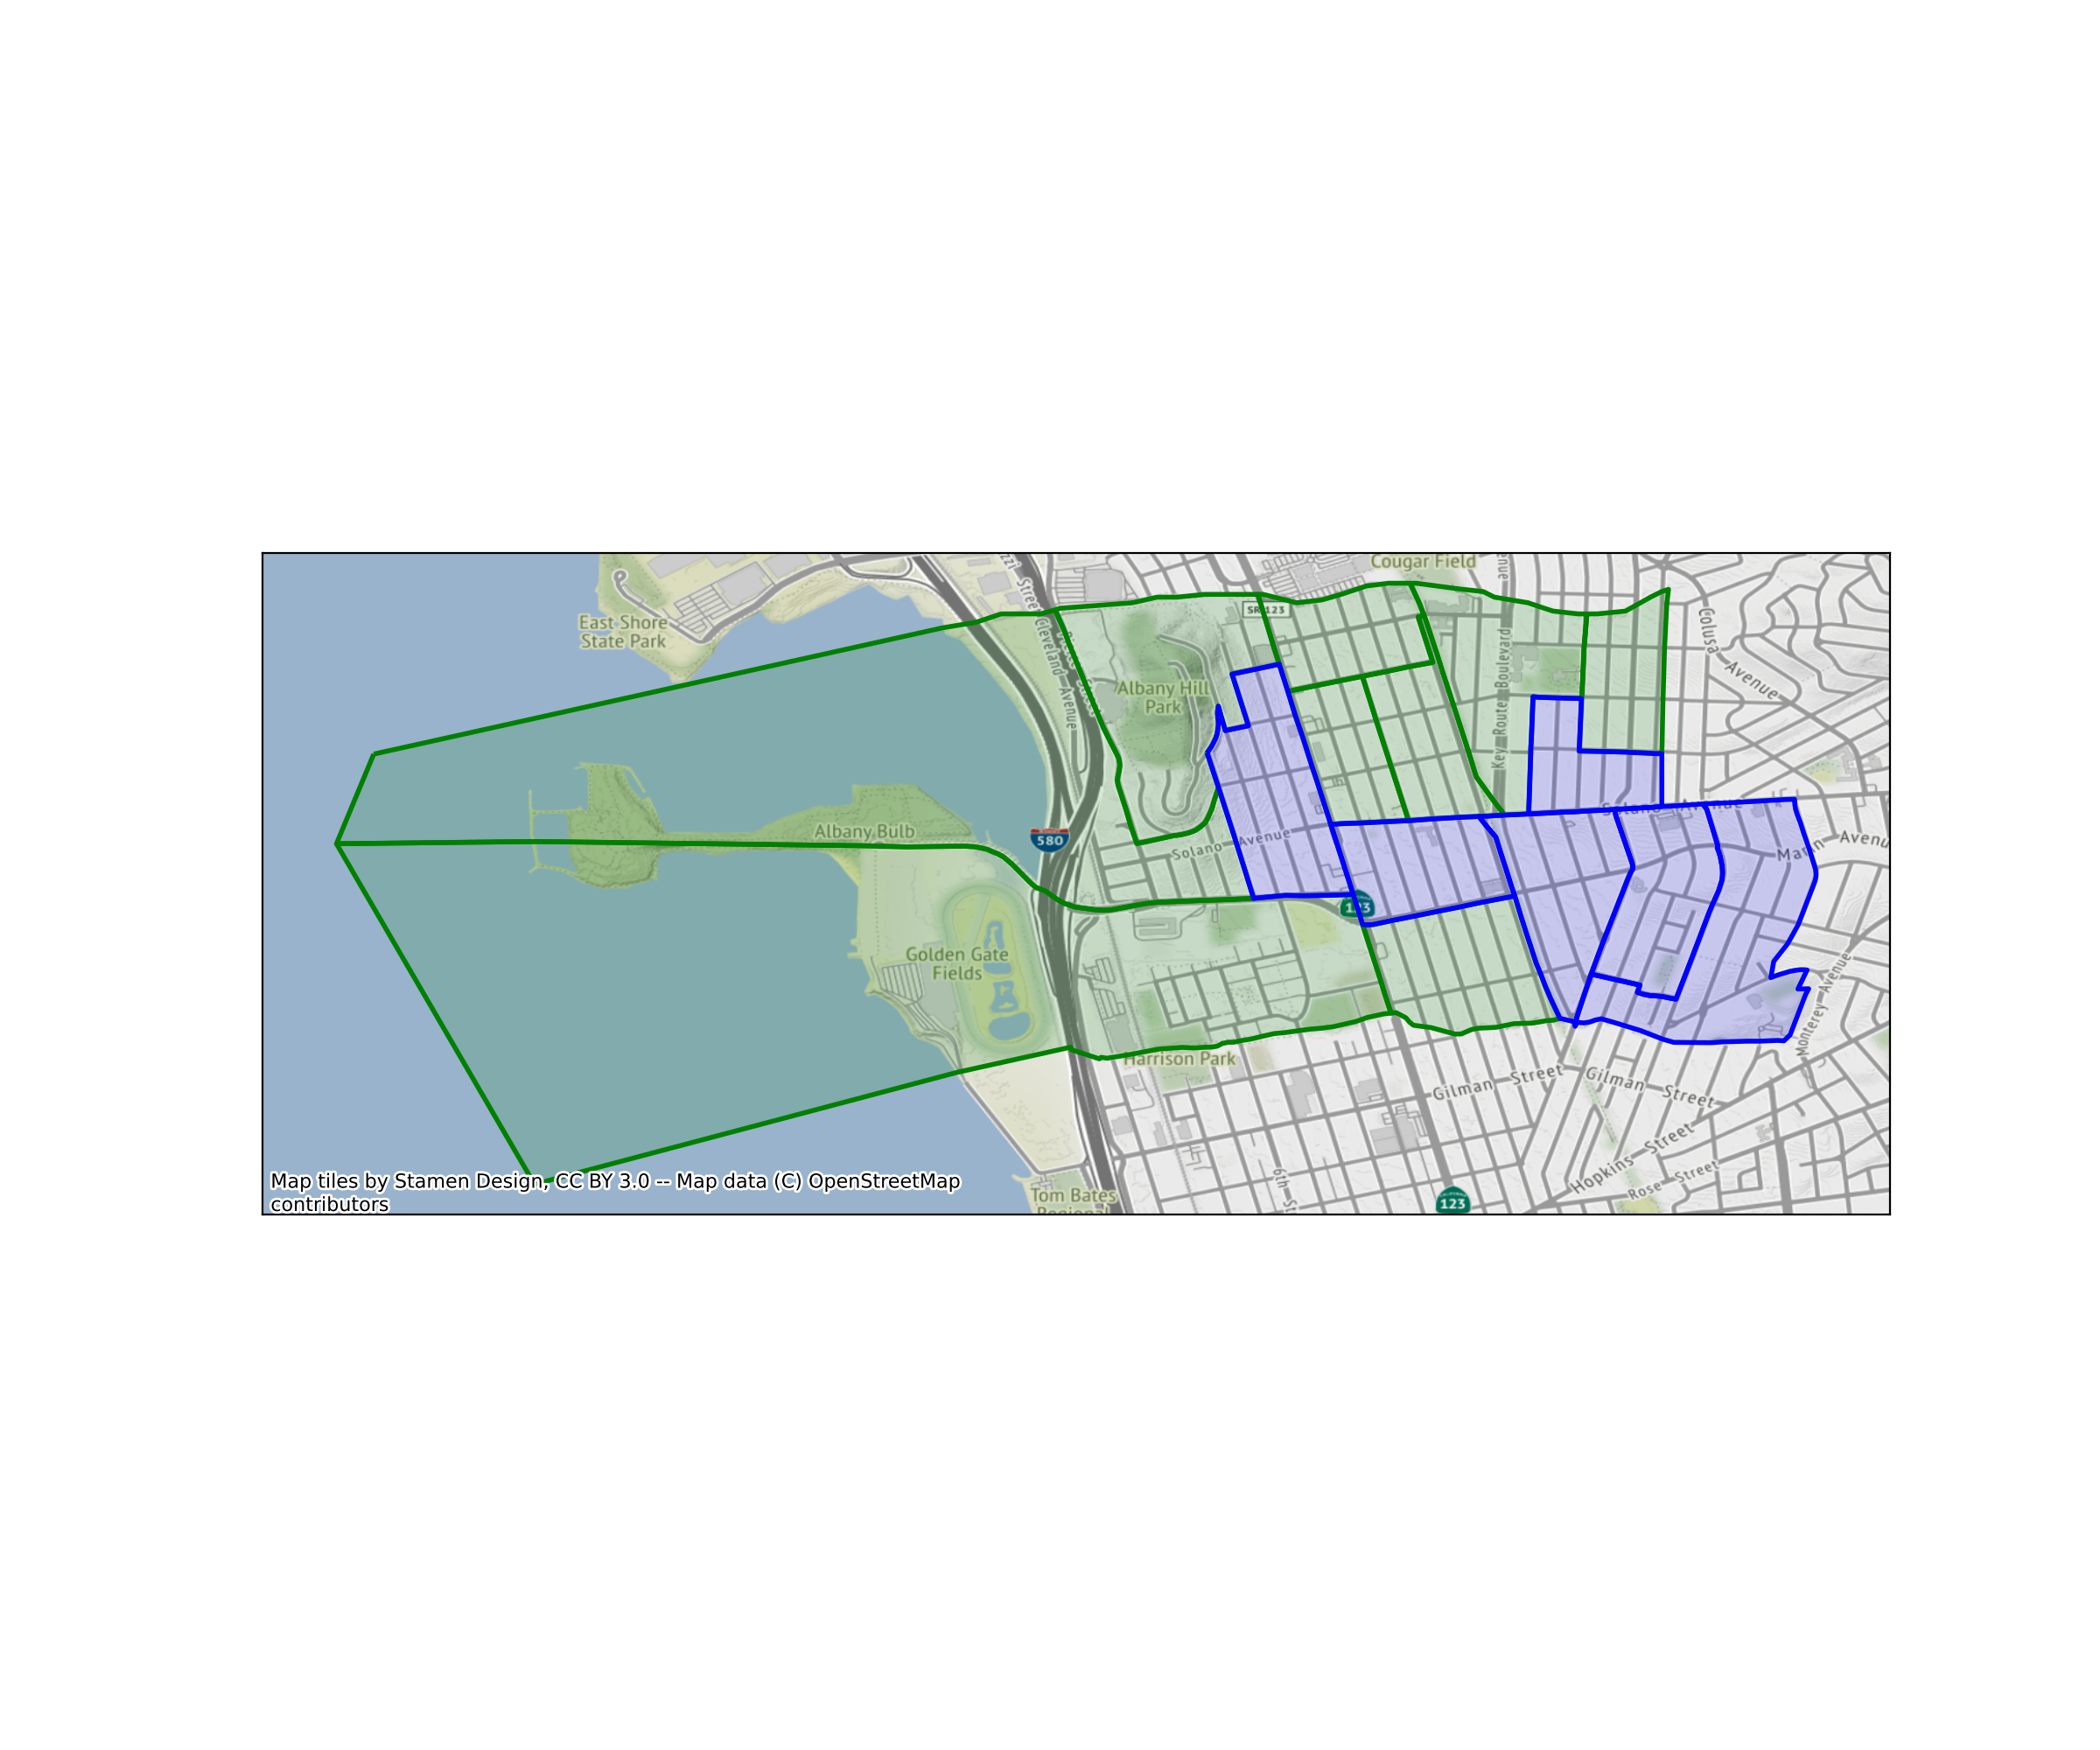 Cougar Field
East Shore
State Park
Street
Cleveland Avenue
SR 123
Colusa
Avenue
Key Route Boulevard
Albany Hill
Park
Albany Bulb
580
Solano Avenue
Solano Avenue
Marin Avenu
123
Golden Gate
Fields
Monterey Avenue
Harrison Park
Gilman Street
Gilman Street
Hopkins Street
Rose Street
6th St
Tom Bates
Regional
123
Map tiles by Stamen Design, CC BY 3.0 -- Map data (C) OpenStreetMap
contributors